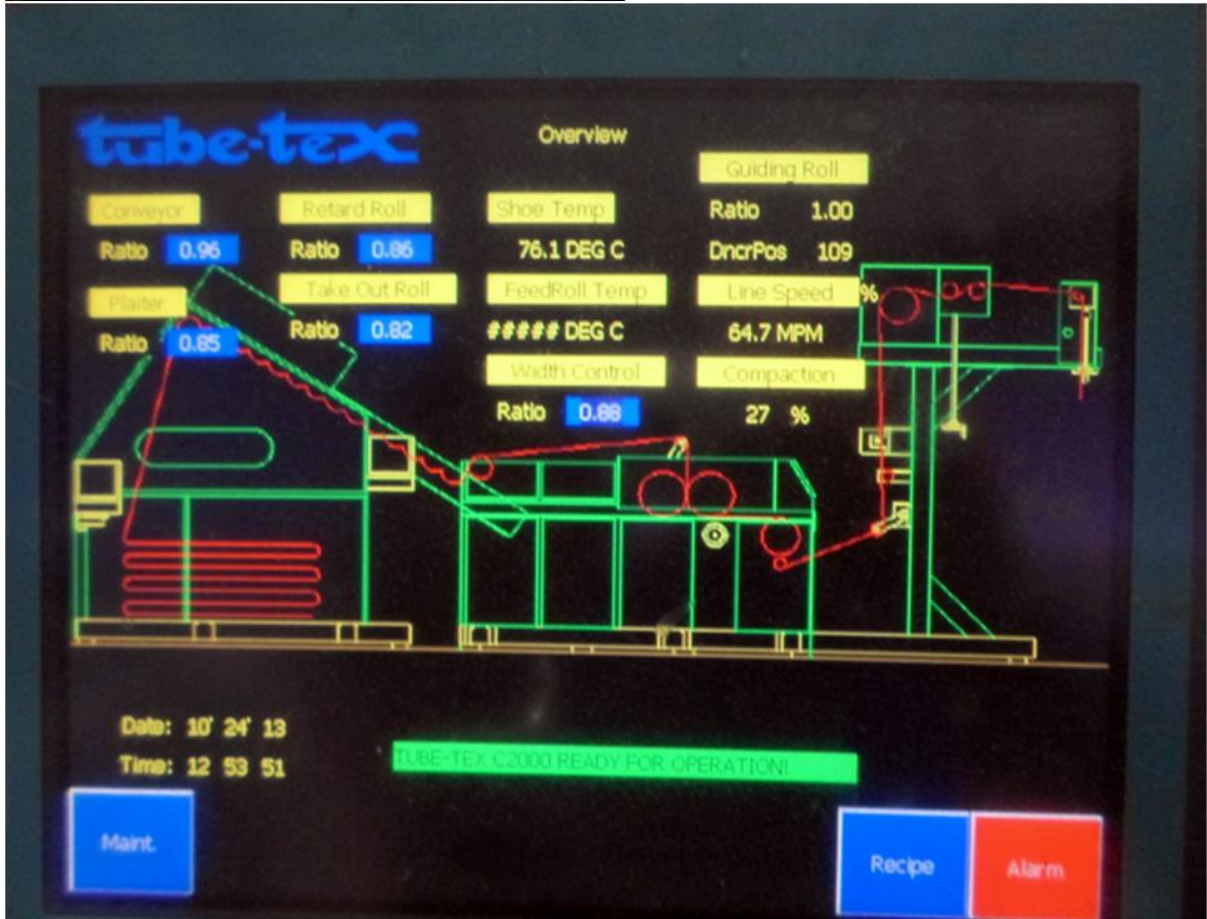 tube-tex
Overview
Guiding Roll
Conveyor
Retard Roll
Shoe Temp
Ratio 1.00
Ratio 0.96
Ratio 0.86
76.1 DEG C
DncrPos 109
Plaiter
Take Out Roll
FeedRoll Temp
Line Speed
%
Ratio 0.85
Ratio 0.82
##### DEG C
64.7 MPM
Width Control
Compaction
Ratio 0.88
27 %
Date: 10' 24' 13
Time: 12 53 51
TUBE-TEX C2000 READY FOR OPERATION!
Maint.
Recipe
Alarm